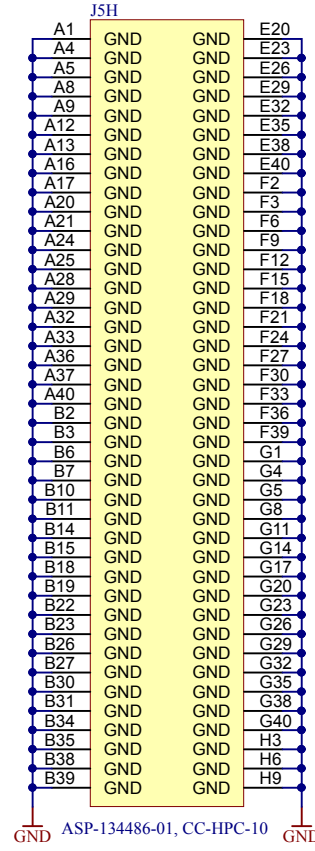 J5H
A1 GND GND E20
A4 GND GND E23
A5 GND GND E26
A8 GND GND E29
A9 GND GND E32
A12 GND GND E35
A13 GND GND E38
A16 GND GND E40
A17 GND GND F2
A20 GND GND F3
A21 GND GND F6
A24 GND GND F9
A25 GND GND F12
A28 GND GND F15
A29 GND GND F18
A32 GND GND F21
A33 GND GND F24
A36 GND GND F27
A37 GND GND F30
A40 GND GND F33
B2 GND GND F36
B3 GND GND F39
B6 GND GND G1
B7 GND GND G4
B10 GND GND G5
B11 GND GND G8
B14 GND GND G11
B15 GND GND G14
B18 GND GND G17
B19 GND GND G20
B22 GND GND G23
B23 GND GND G26
B26 GND GND G29
B27 GND GND G32
B30 GND GND G35
B31 GND GND G38
B34 GND GND G40
B35 GND GND H3
B38 GND GND H6
B39 GND GND H9
GND ASP-134486-01, CC-HPC-10 GND